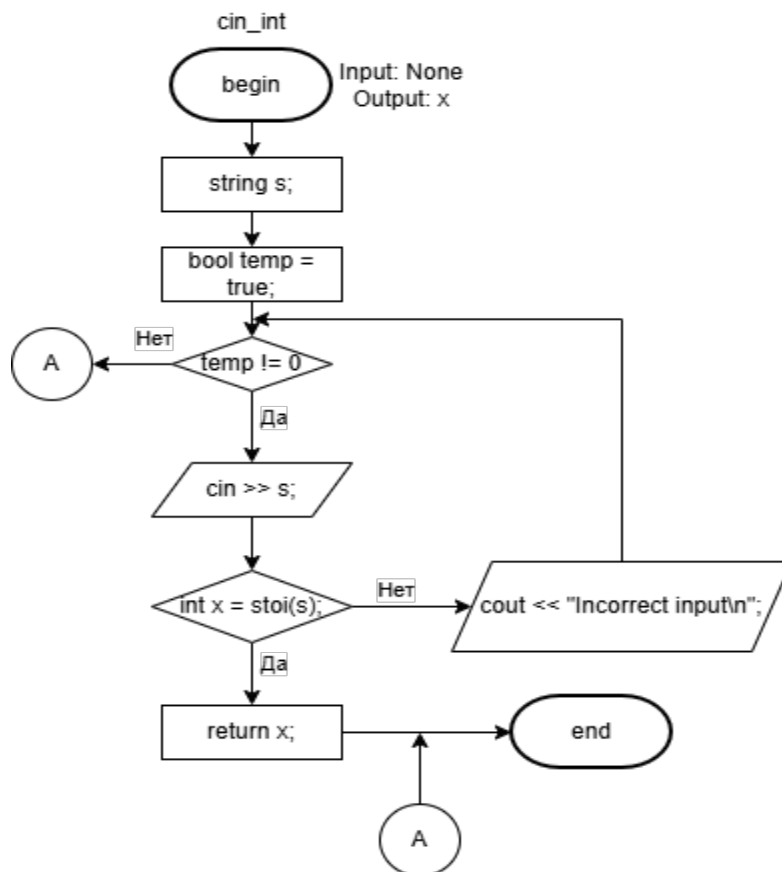 cin_int
begin
Input: None
Output: x
string s;
bool temp =
true;
Нет
A
temp != 0
Да
cin >> s;
int x = stoi(s);
Нет
cout << "Incorrect input\n";
Да
return x;
end
A